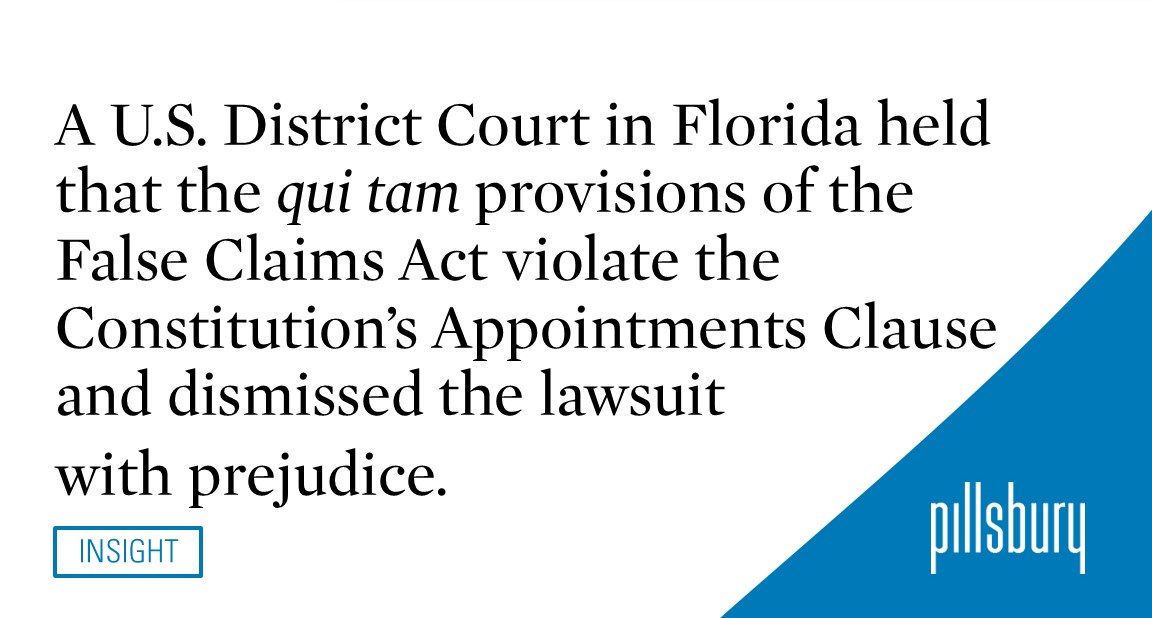 A U.S. District Court in Florida held
that the qui tam provisions of the
False Claims Act violate the
Constitution’s Appointments Clause
and dismissed the lawsuit
with prejudice.
INSIGHT
pillsbury